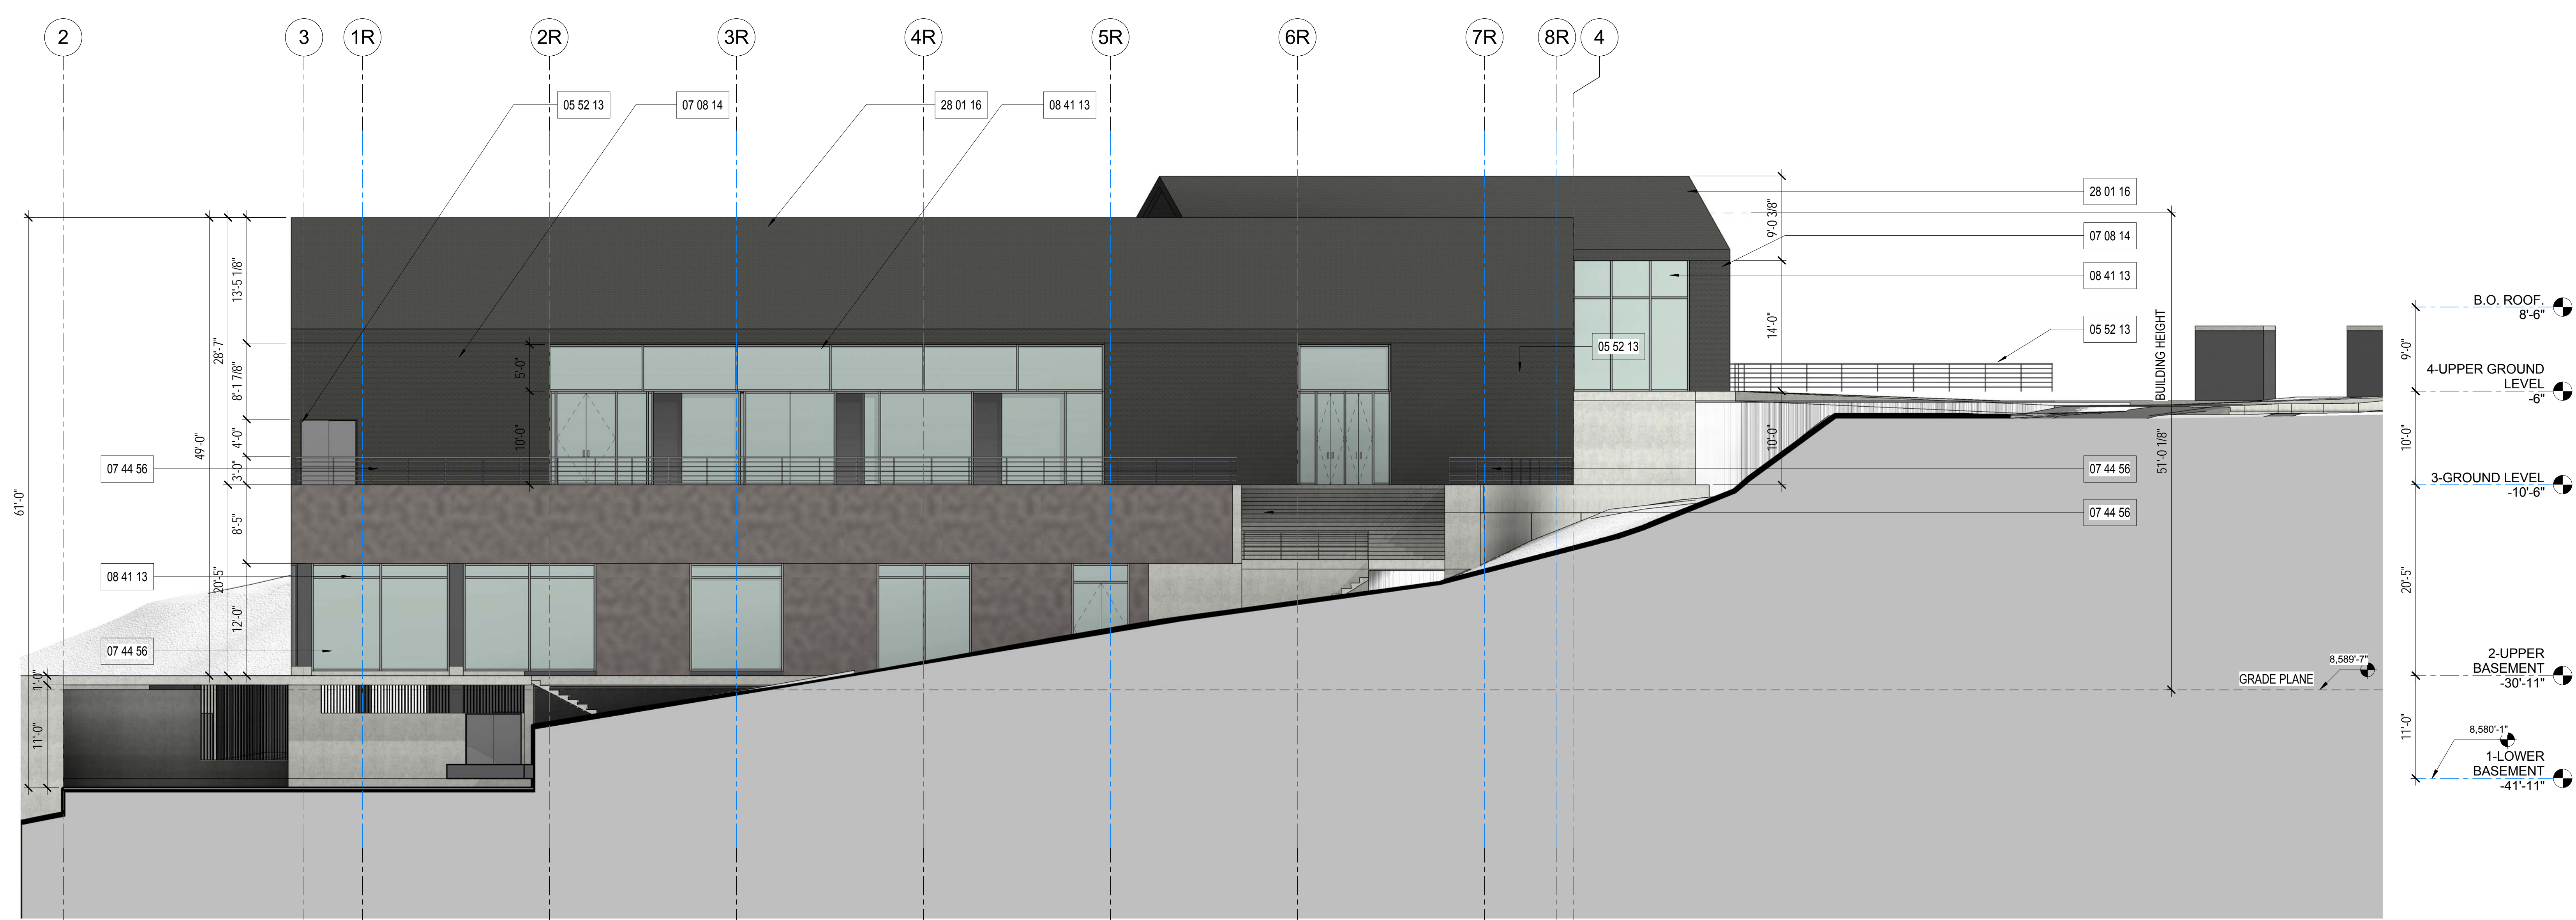 2
3
1R
2R
3R
4R
5R
6R
7R
8R
4
05 52 13
07 08 14
28 01 16
08 41 13
28 01 16
07 08 14
08 41 13
05 52 13
05 52 13
07 44 56
07 44 56
07 44 56
08 41 13
07 44 56
61'-0"
49'-0"
28'-7"
20'-5"
13'-5 1/8"
8'-1 7/8"
4'-0"
3'-0"
8'-5"
12'-0"
1'-0"
11'-0"
5'-0"
10'-0"
9'-0 3/8"
14'-0"
10'-0"
BUILDING HEIGHT
51'-0 1/8"
9'-0"
10'-0"
20'-5"
11'-0"
B.O. ROOF.
8'-6"
4-UPPER GROUND
LEVEL
-6"
3-GROUND LEVEL
-10'-6"
2-UPPER
BASEMENT
-30'-11"
8,589'-7"
GRADE PLANE
8,580'-1"
1-LOWER
BASEMENT
-41'-11"